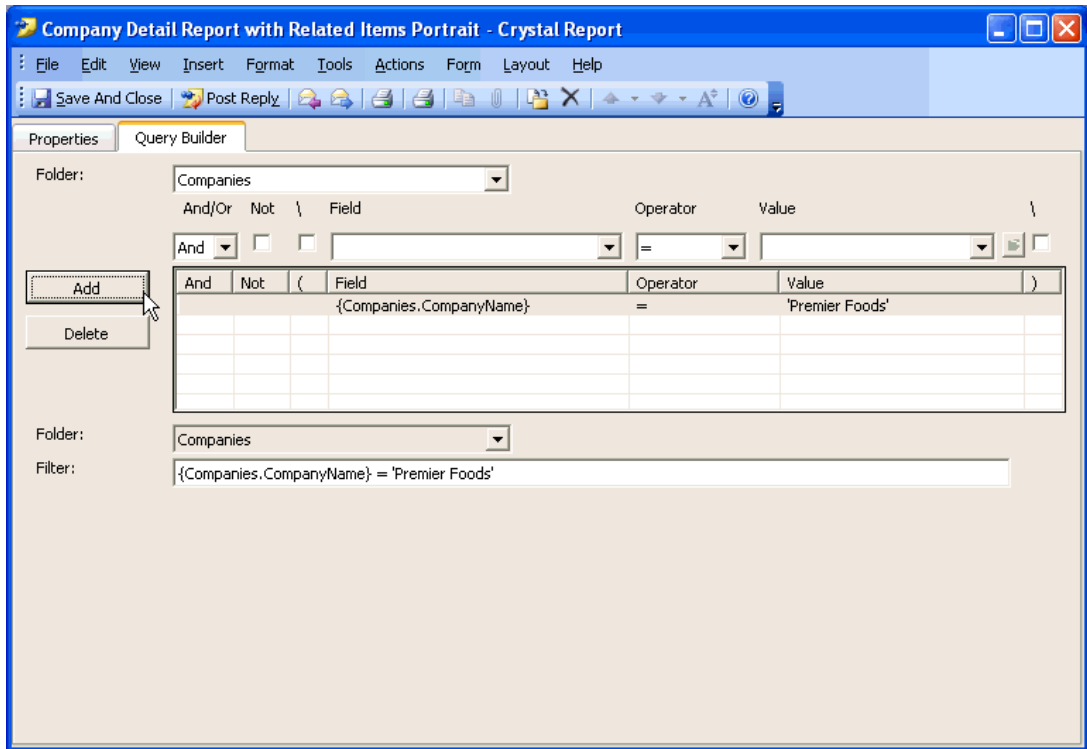 Company Detail Report with Related Items Portrait - Crystal Report
File Edit View Insert Format Tools Actions Form Layout Help
Save And Close Post Reply
Properties Query Builder
Folder: Companies
And/Or Not \ Field Operator Value \
And =
Add
Delete
And Not ( Field Operator Value )
{Companies.CompanyName} = 'Premier Foods'
Folder: Companies
Filter: {Companies.CompanyName} = 'Premier Foods'